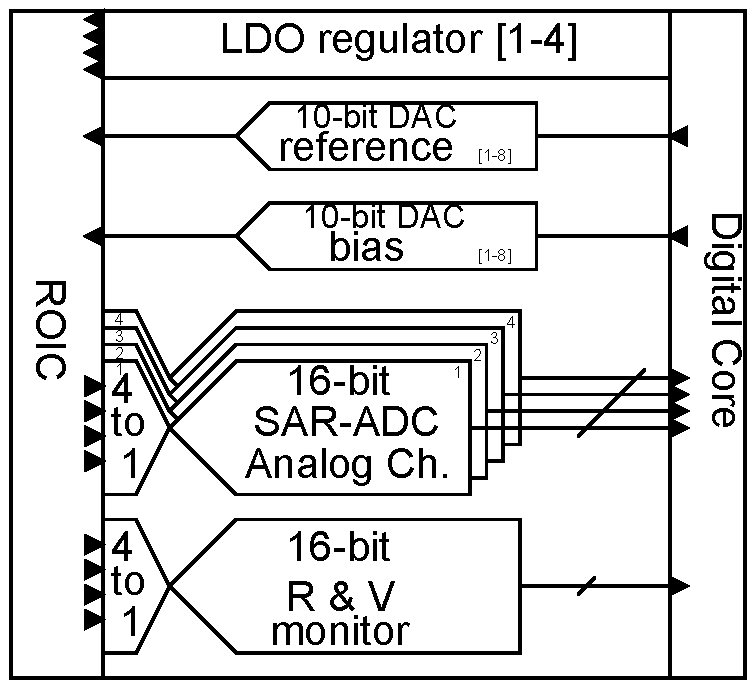 LDO regulator [1-4]
10-bit DAC
reference [1-8]
10-bit DAC
bias [1-8]
ROIC
Digital Core
4
3
2
1
4
to
1
4
3
2
1
16-bit
SAR-ADC
Analog Ch.
4
to
1
16-bit
R & V
monitor